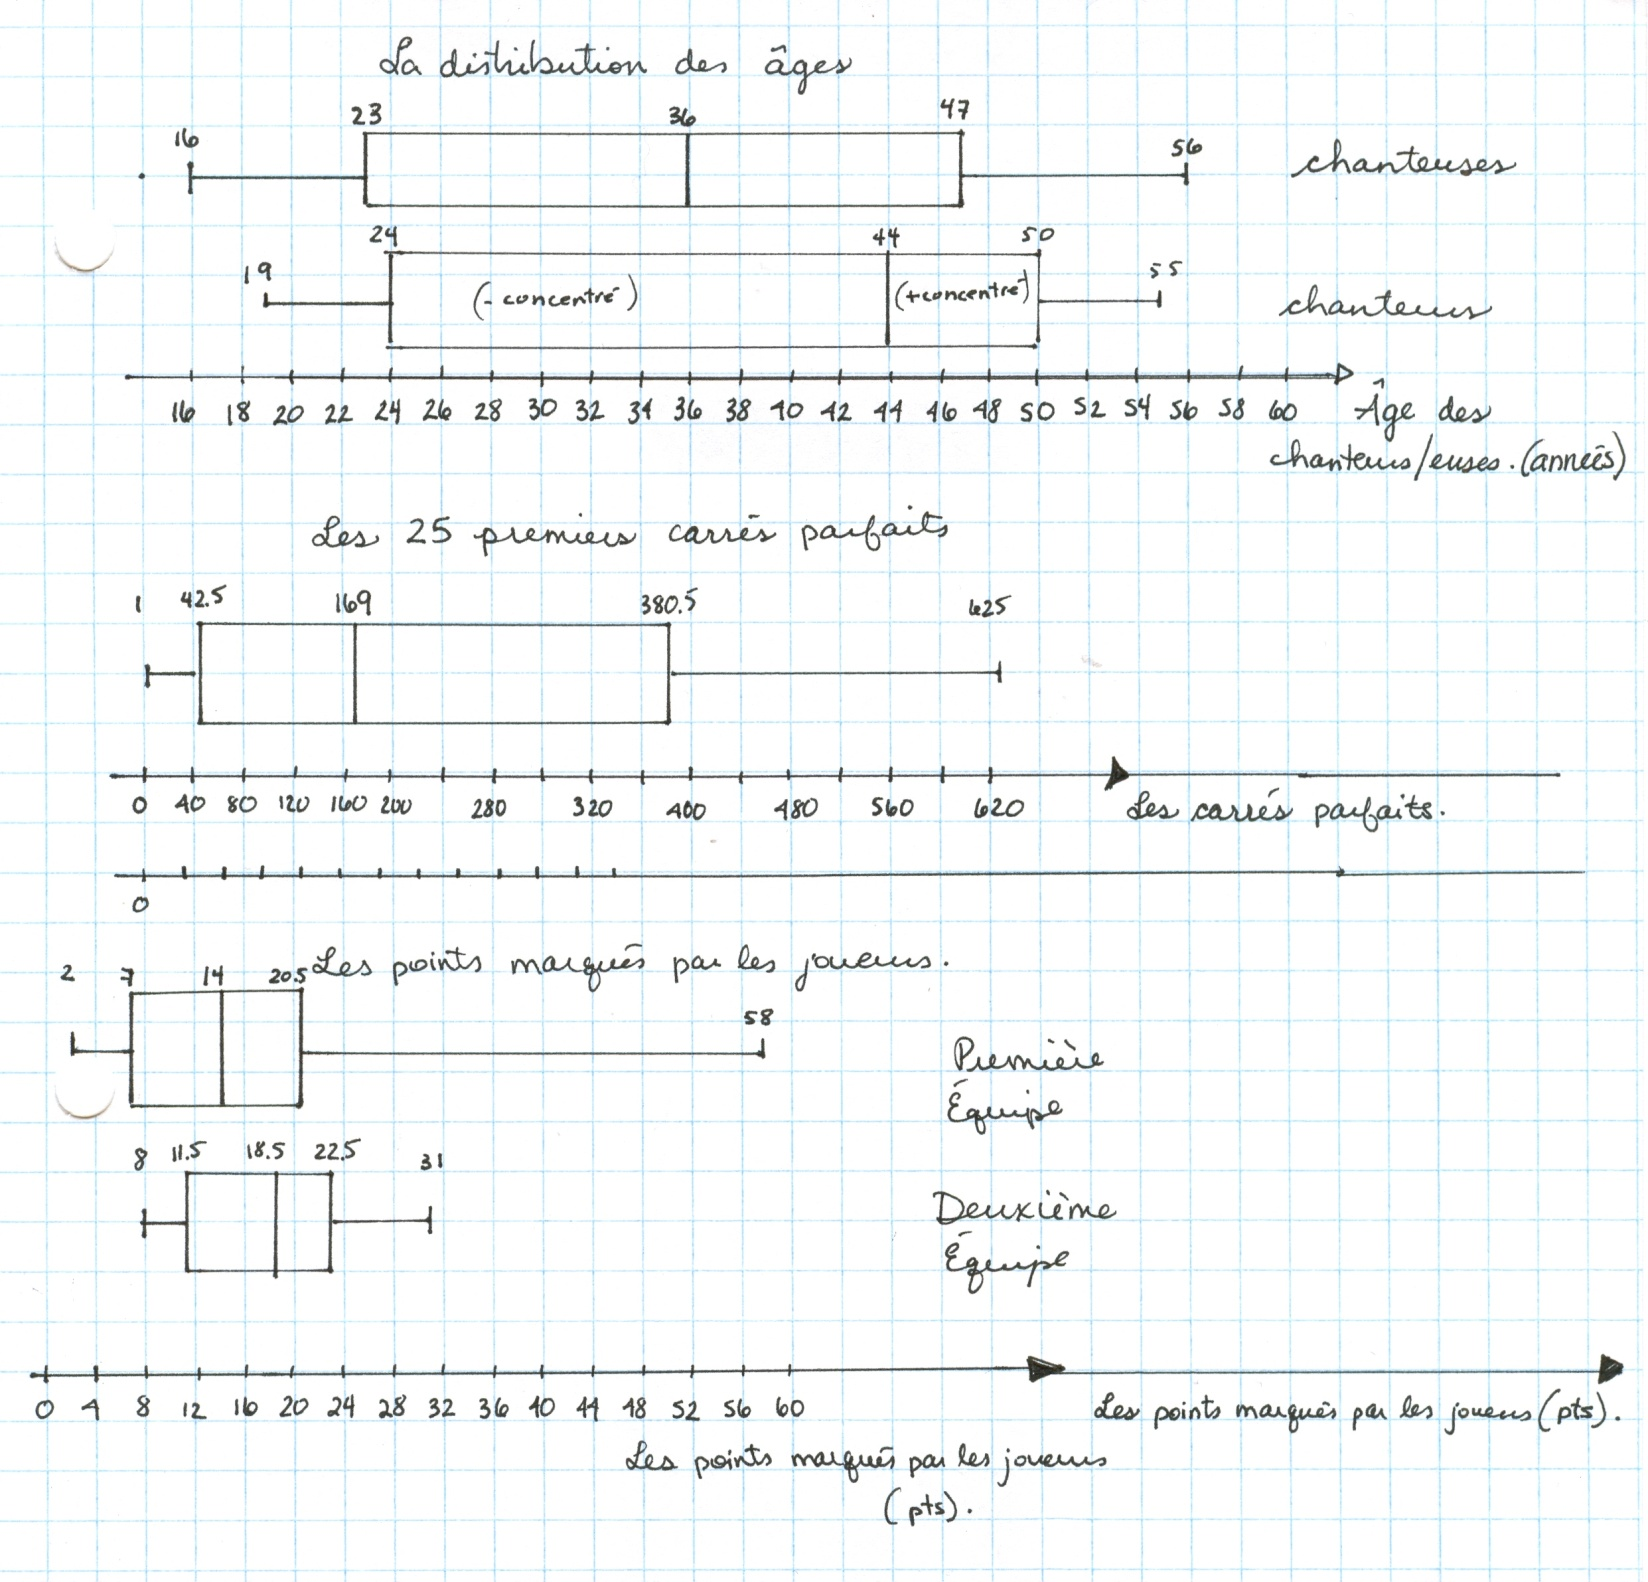 La distribution des âges
16 23 36 47 56 chanteuses
19 24 (- concentré) 44 (+concentré) 50 55 chanteurs
16 18 20 22 24 26 28 30 32 34 36 38 40 42 44 46 48 50 52 54 56 58 60 Âge des
chanteurs/euses. (années)
Les 25 premiers carrés parfaits
1 42.5 169 380.5 625
0 40 80 120 160 200 280 320 400 480 560 620 Les carrés parfaits.
0
Les points marqués par les joueurs.
2 7 14 20.5 58
Première
Équipe
8 11.5 18.5 22.5 31
Deuxième
Équipe
0 4 8 12 16 20 24 28 32 36 40 44 48 52 56 60
Les points marqués par les joueurs (pts).
Les points marqués par les joueurs
(pts).